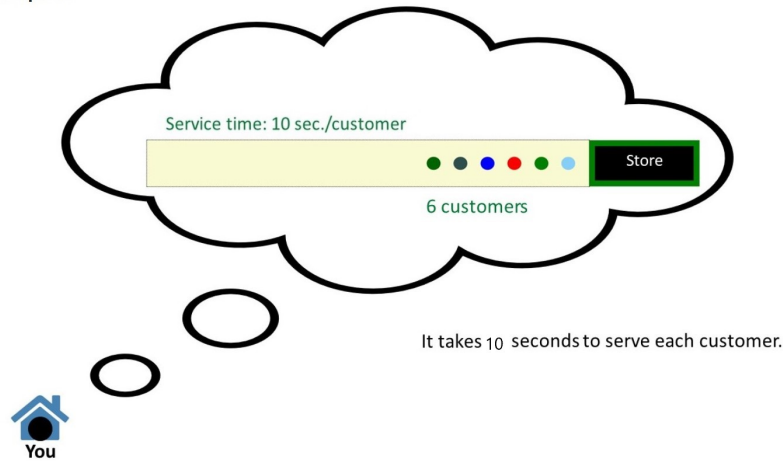 Service time: 10 sec./customer
Store
6 customers
It takes 10 seconds to serve each customer.
You